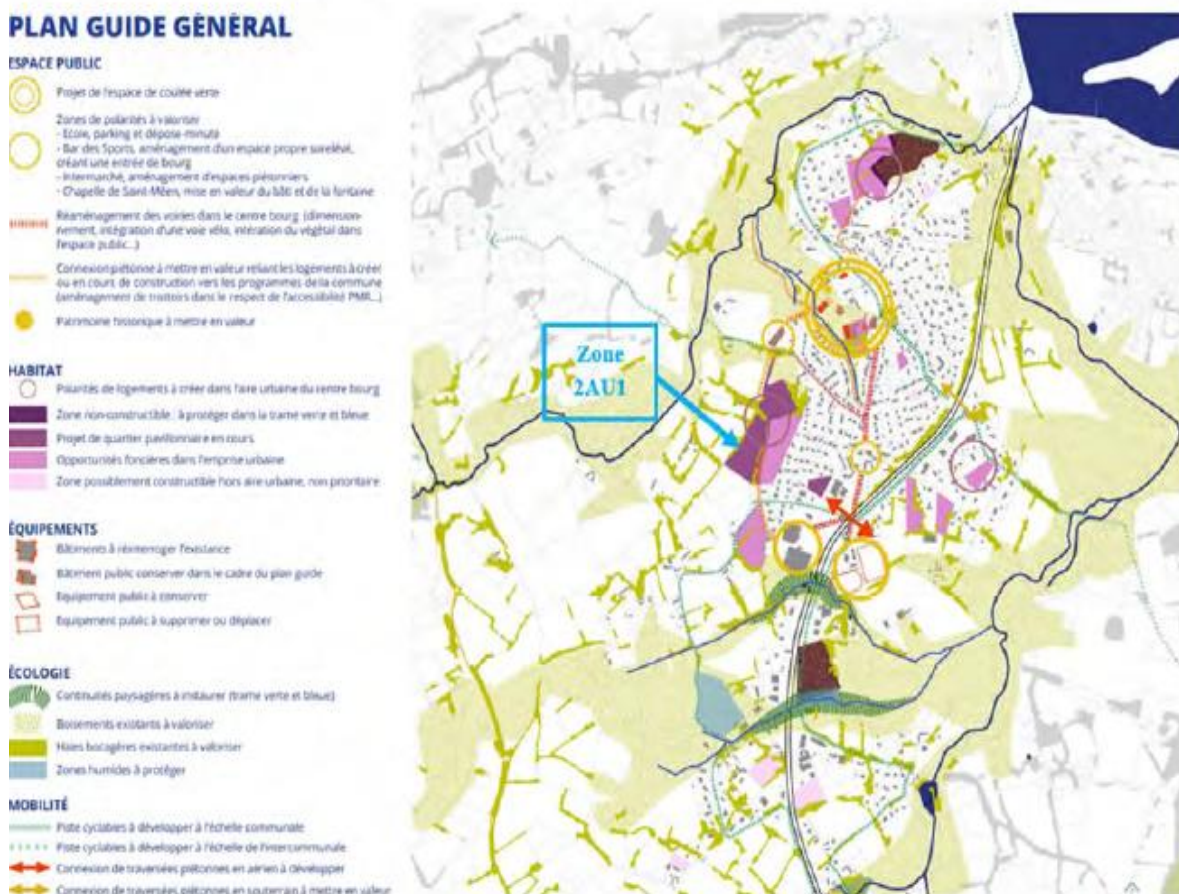 PLAN GUIDE GÉNÉRAL
ESPACE PUBLIC
Projet de l'espace de coulée verte
Zones de polarités à valoriser
- Ecole, parking et dépose-minute
- Bar des Sports, aménagement d'un espace propre surelévé,
créant une entrée de bourg
- Intermarché, aménagement d'espaces piétonniers
- Chapelle de Saint-Méen, mise en valeur du bâti et de la fontaine
Réaménagement des voiries dans le centre bourg (dimension-
nement, intégration d'une voie vélo, intération du végétal dans
l'espace public...)
Connexion piétonne à mettre en valeur reliant les logements à créer
ou en cours de construction vers les programmes de la commune
(aménagement de trottoirs dans le respect de l'accessibilité PMR...)
Patrimoine historique à mettre en valeur
HABITAT
Polarités de logements à créer dans l'aire urbaine du centre bourg
Zone non-constructible : à protéger dans la trame verte et bleue
Projet de quartier pavillonnaire en cours
Opportunités foncières dans l'emprise urbaine
Zone possiblement constructible hors aire urbaine, non prioritaire
ÉQUIPEMENTS
Bâtiments à réinterroger l'existance
Bâtiment public conserver dans le cadre du plan guide
Equipement public à conserver
Equipement public à supprimer ou déplacer
ÉCOLOGIE
Continuités paysagères à instaurer (trame verte et bleue)
Boisements existants à valoriser
Haies bocagères existantes à valoriser
Zones humides à protéger
MOBILITÉ
Piste cyclables à développer à l'échelle communale
Piste cyclables à développer à l'échelle de l'intercommunale
Connexion de traversées piétonnes en aérien à développer
Connexion de traversées piétonnes en souterrain à mettre en valeur
Zone
2AU1